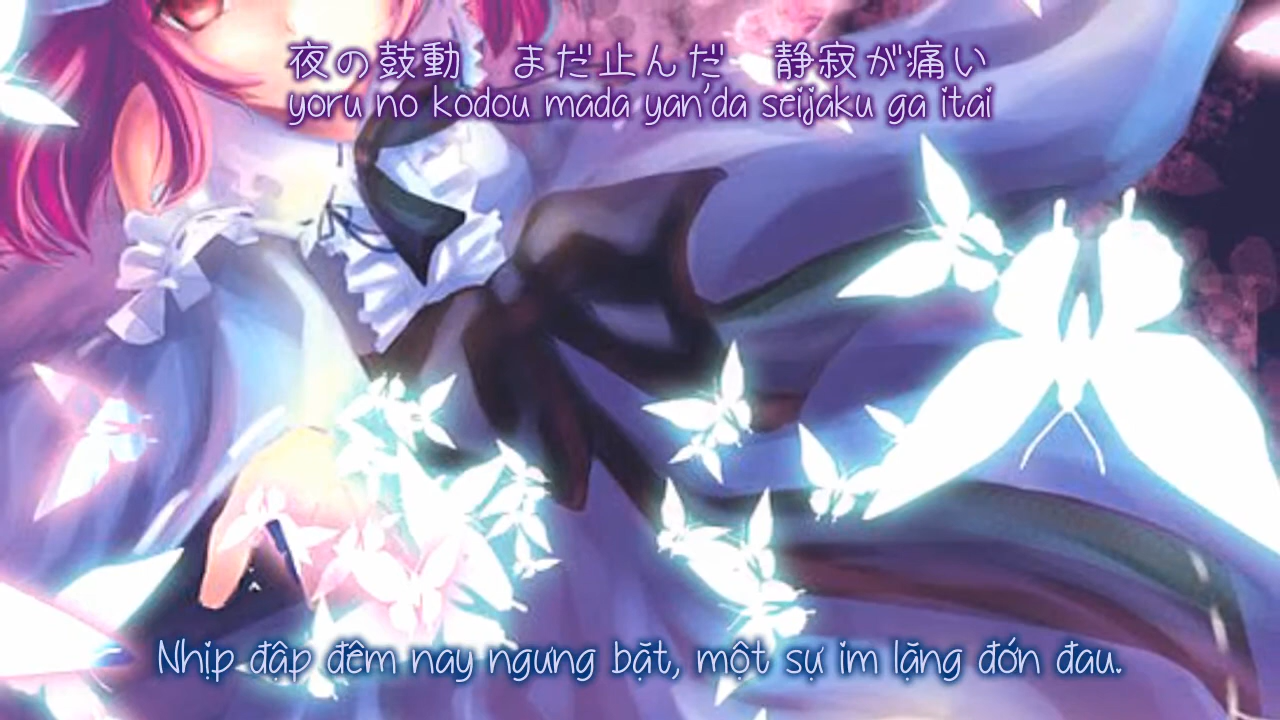 夜の鼓動　まだ止んだ　静寂が痛い
yoru no kodou mada yan'da seijaku ga itai
Nhịp đập đêm nay ngưng bặt, một sự im lặng đớn đau.